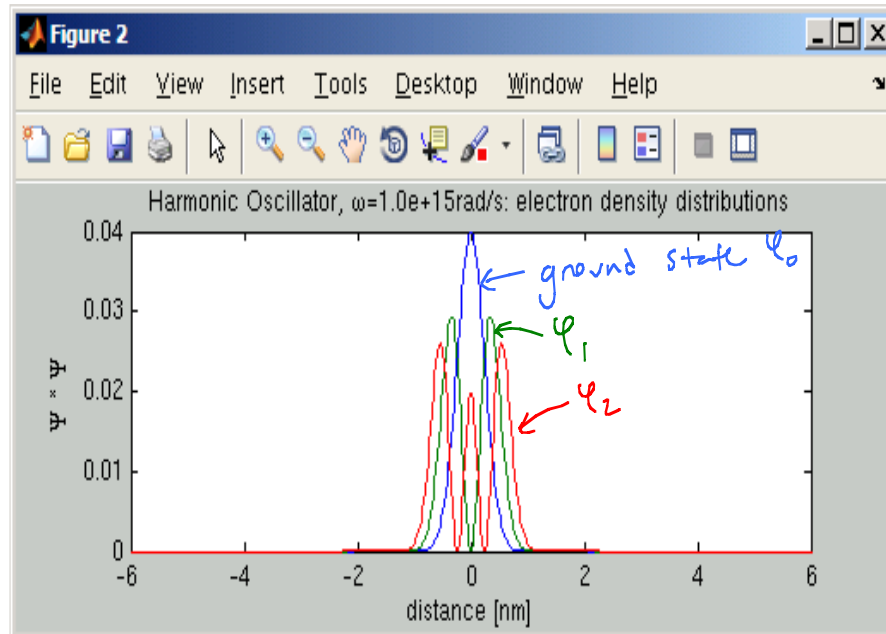 Figure 2
File Edit View Insert Tools Desktop Window Help
Harmonic Oscillator, ω=1.0e+15rad/s: electron density distributions
0.04
ground state φ₀
0.03
φ₁
Ψ * Ψ
0.02
φ₂
0.01
0
-6 -4 -2 0 2 4 6
distance [nm]